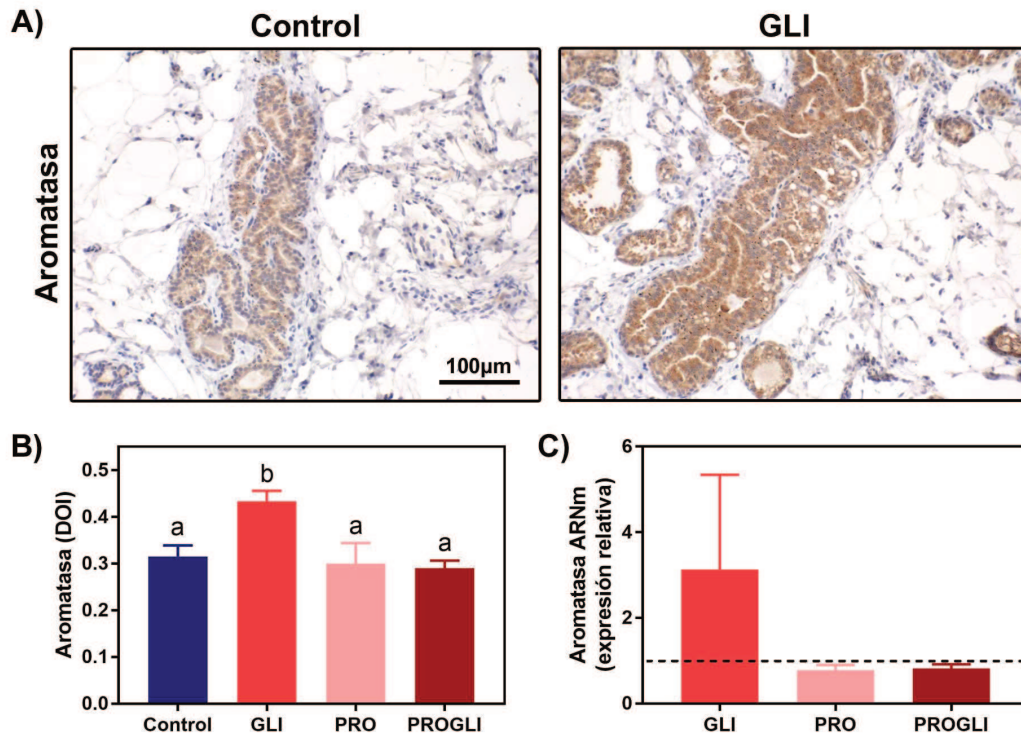 A)
Control
GLI
Aromatasa
100µm
B)
Aromatasa (DOI)
0.5
0.4
0.3
0.2
0.1
0.0
a
b
a
a
Control
GLI
PRO
PROGLI
C)
Aromatasa ARNm
(expresión relativa)
6
4
2
0
GLI
PRO
PROGLI